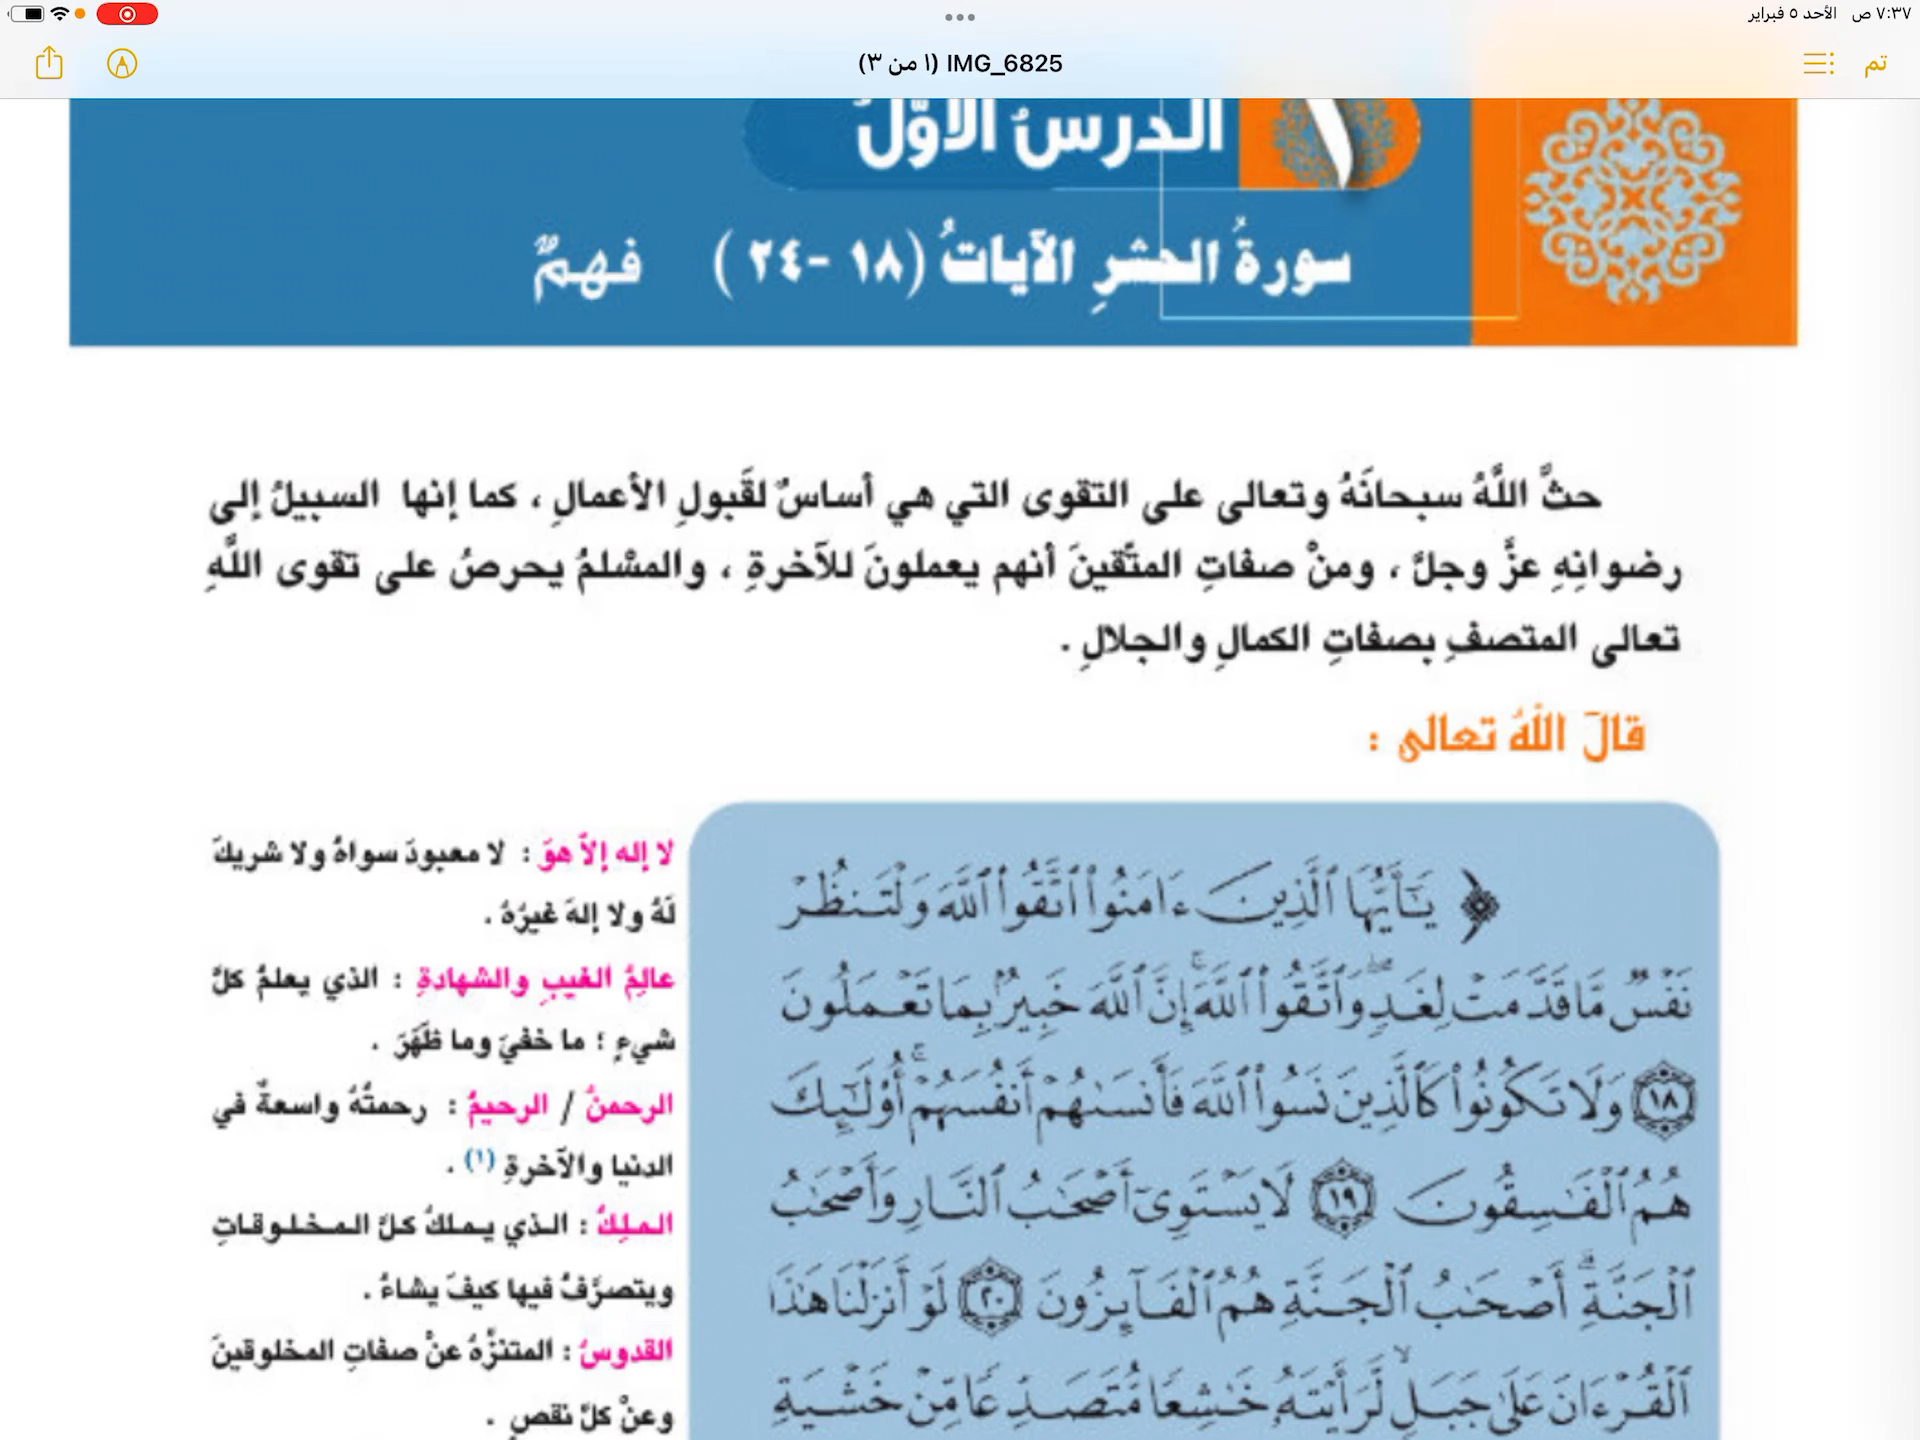 ٧:٣٧ ص الأحد ٥ فبراير
تم
IMG_6825 (١ من ٣)
١ الدرسُ الأوّلُ
سورةُ الحشرِ الآياتُ (١٨ -٢٤ ) فهمٌ
حثَّ اللَّهُ سبحانَهُ وتعالى على التقوى التي هي أساسٌ لقَبولِ الأعمالِ ، كما إنها السبيلُ إلى
رضوانِهِ عزَّ وجلَّ ، ومنْ صفاتِ المتَّقينَ أنهم يعملونَ للآخرةِ ، والمسْلمُ يحرصُ على تقوى اللَّهِ
تعالى المتصفِ بصفاتِ الكمالِ والجلالِ .
قالَ اللهُ تعالى :
﴿ يَـٰٓأَيُّهَا ٱلَّذِينَ ءَامَنُوا۟ ٱتَّقُوا۟ ٱللَّهَ وَلْتَنظُرْ
نَفْسٌ مَّا قَدَّمَتْ لِغَدٍ ۖ وَٱتَّقُوا۟ ٱللَّهَ ۚ إِنَّ ٱللَّهَ خَبِيرٌۢ بِمَا تَعْمَلُونَ
١٨ وَلَا تَكُونُوا۟ كَٱلَّذِينَ نَسُوا۟ ٱللَّهَ فَأَنسَىٰهُمْ أَنفُسَهُمْ ۚ أُو۟لَـٰٓئِكَ
هُمُ ٱلْفَـٰسِقُونَ ١٩ لَا يَسْتَوِىٓ أَصْحَـٰبُ ٱلنَّارِ وَأَصْحَـٰبُ
ٱلْجَنَّةِ ۚ أَصْحَـٰبُ ٱلْجَنَّةِ هُمُ ٱلْفَآئِزُونَ ٢٠ لَوْ أَنزَلْنَا هَـٰذَا
ٱلْقُرْءَانَ عَلَىٰ جَبَلٍ لَّرَأَيْتَهُۥ خَـٰشِعًا مُّتَصَدِّعًا مِّنْ خَشْيَةِ
لا إله إلاّ هوَ : لا معبودَ سواهُ ولا شريكَ
لَهُ ولا إلهَ غيرُهُ .
عالِمُ الغيبِ والشهادةِ : الذي يعلمُ كلَّ
شيءٍ ؛ ما خفيَ وما ظَهَرَ .
الرحمنُ / الرحيمُ : رحمتُهُ واسعةٌ في
الدنيا والآخرةِ (١) .
الملِكُ : الذي يملكُ كلَّ المخلوقاتِ
ويتصرَّفُ فيها كيفَ يشاءُ .
القدوسُ : المتنزِّهُ عنْ صفاتِ المخلوقينَ
وعنْ كلِّ نقصٍ .